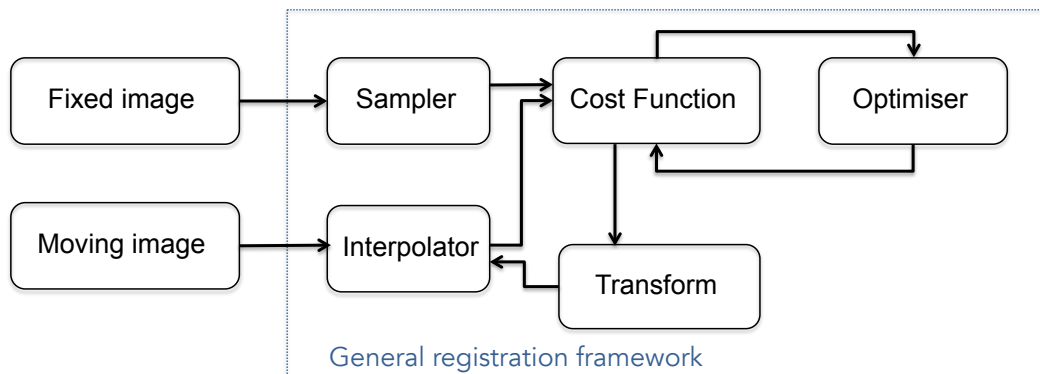 Fixed image
Sampler
Cost Function
Optimiser
Moving image
Interpolator
Transform
General registration framework